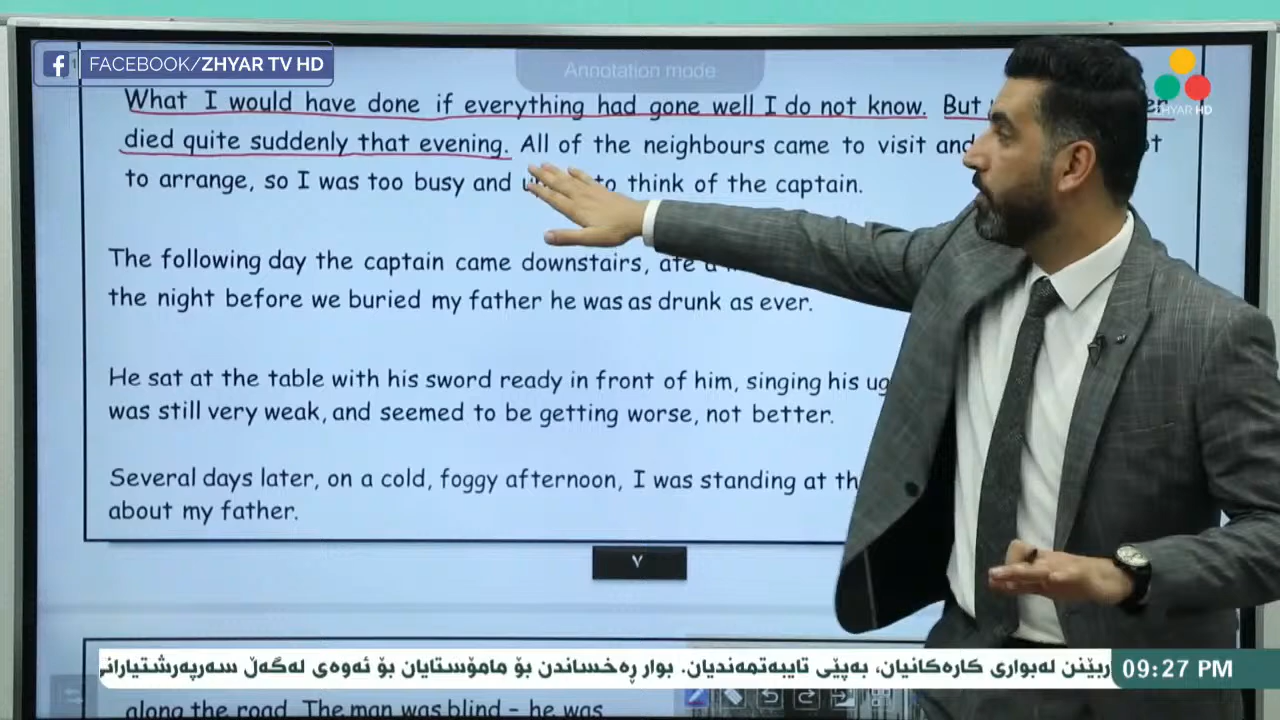 FACEBOOK/ZHYAR TV HD
Annotation mode
ZHYAR HD
What I would have done if everything had gone well I do not know. But
died quite suddenly that evening. All of the neighbours came to visit and
to arrange, so I was too busy and to think of the captain.
The following day the captain came downstairs, ate a
the night before we buried my father he was as drunk as ever.
He sat at the table with his sword ready in front of him, singing his
was still very weak, and seemed to be getting worse, not better.
Several days later, on a cold, foggy afternoon, I was standing at
about my father.
٧
along the road. The man was blind – he was
ربێنن لەبواری کارەکانیان، بەپێی تایبەتمەندیان. بوار ڕەخساندن بۆ مامۆستایان بۆ ئەوەی لەگەڵ سەرپەرشتیارانی
09:27 PM